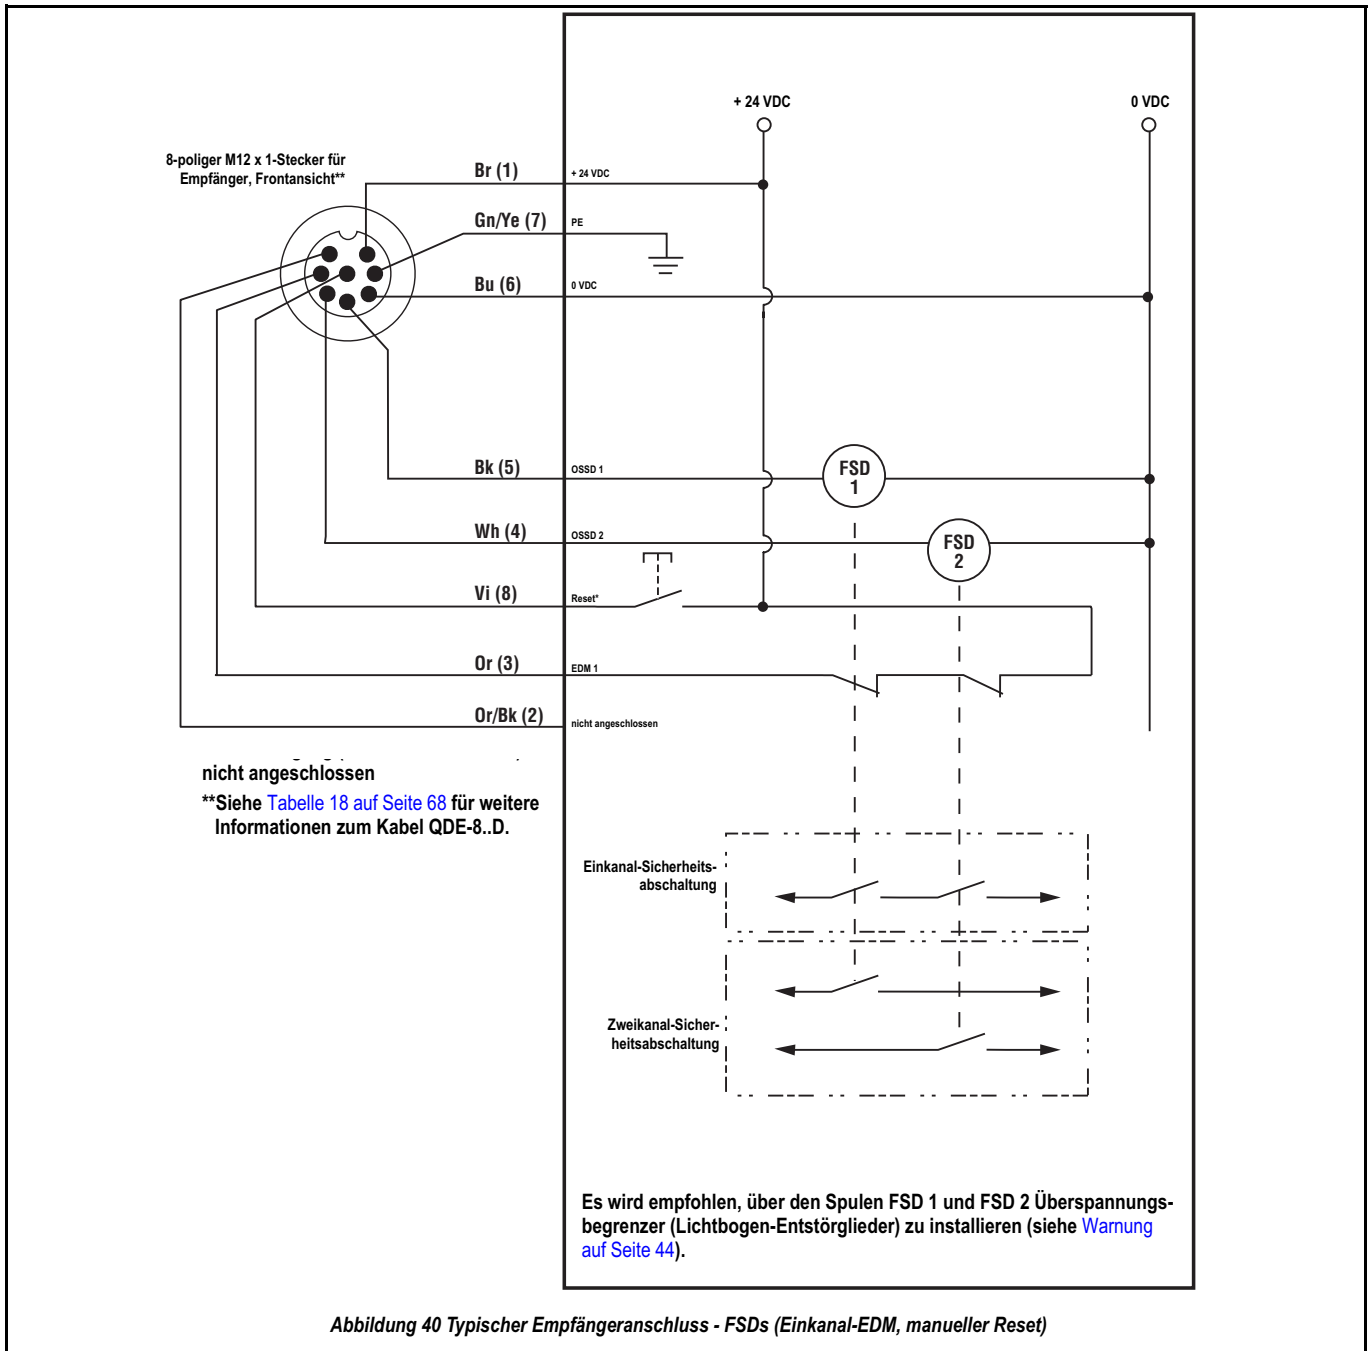 + 24 VDC
0 VDC
8-poliger M12 x 1-Stecker für
Empfänger, Frontansicht**
Br (1)
+ 24 VDC
Gn/Ye (7)
PE
Bu (6)
0 VDC
Bk (5)
OSSD 1
FSD
1
Wh (4)
OSSD 2
FSD
2
Vi (8)
Reset*
Or (3)
EDM 1
Or/Bk (2)
nicht angeschlossen
nicht angeschlossen
**Siehe Tabelle 18 auf Seite 68 für weitere
Informationen zum Kabel QDE-8..D.
Einkanal-Sicherheits-
abschaltung
Zweikanal-Sicher-
heitsabschaltung
Es wird empfohlen, über den Spulen FSD 1 und FSD 2 Überspannungs-
begrenzer (Lichtbogen-Entstörglieder) zu installieren (siehe Warnung
auf Seite 44).
Abbildung 40 Typischer Empfängeranschluss - FSDs (Einkanal-EDM, manueller Reset)